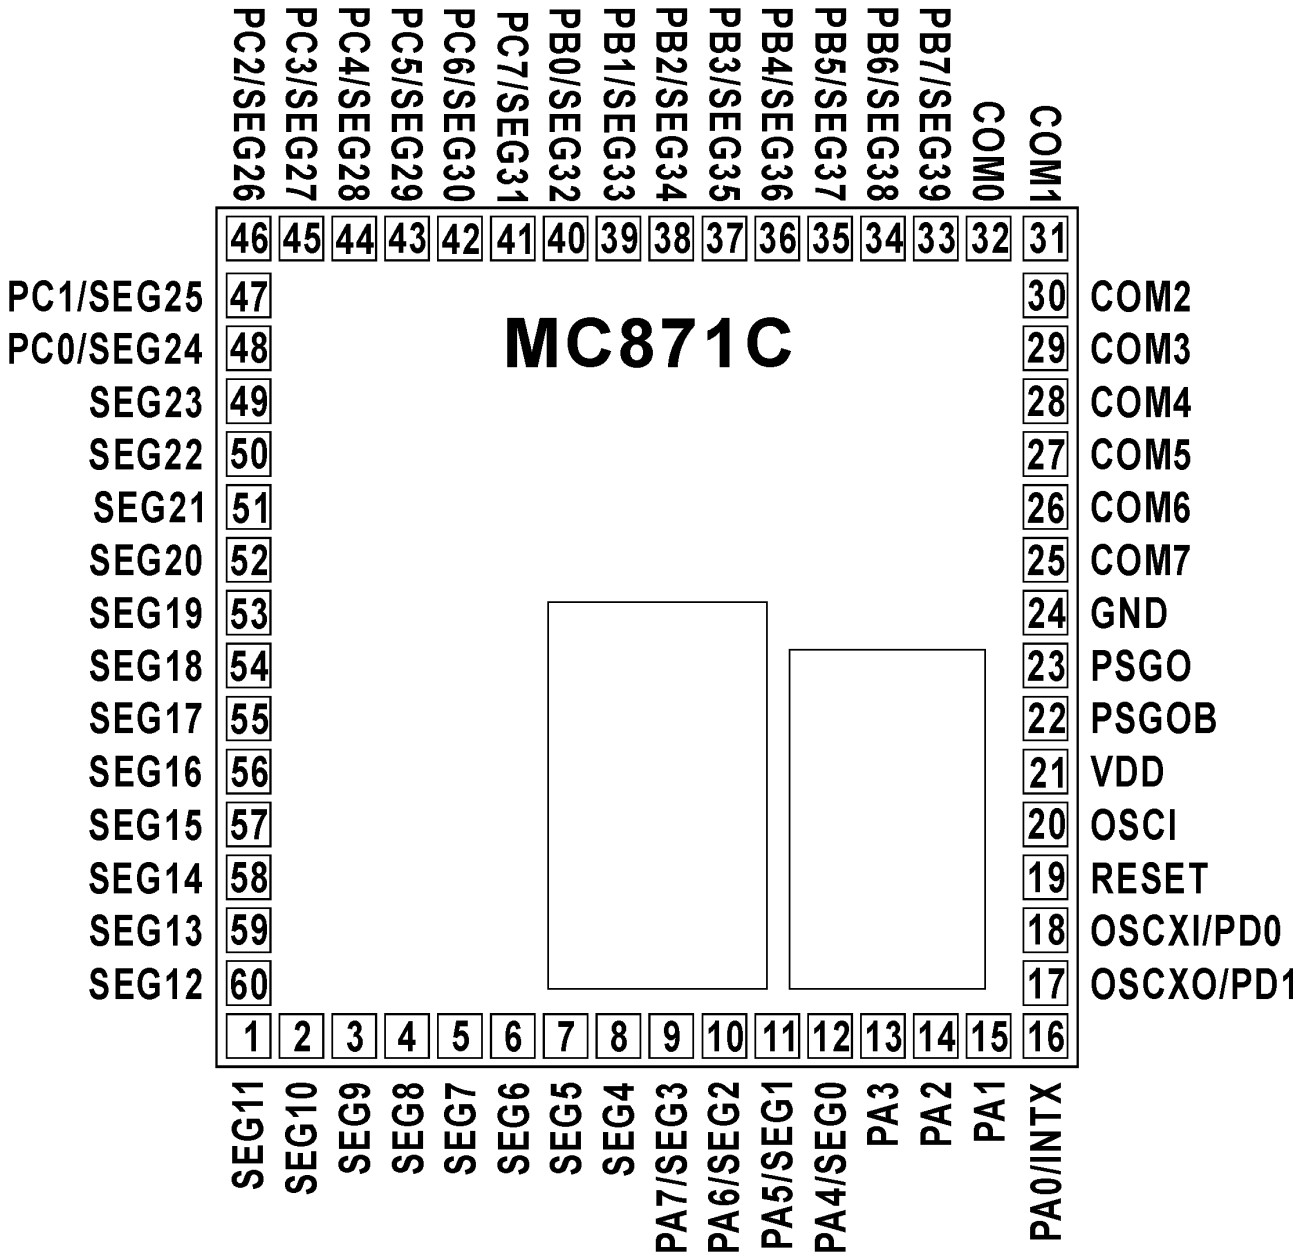 PC2/SEG26
PC3/SEG27
PC4/SEG28
PC5/SEG29
PC6/SEG30
PC7/SEG31
PB0/SEG32
PB1/SEG33
PB2/SEG34
PB3/SEG35
PB4/SEG36
PB5/SEG37
PB6/SEG38
PB7/SEG39
COM0
COM1
46 45 44 43 42 41 40 39 38 37 36 35 34 33 32 31
PC1/SEG25 47 30 COM2
MC871C
PC0/SEG24 48 29 COM3
SEG23 49 28 COM4
SEG22 50 27 COM5
SEG21 51 26 COM6
SEG20 52 25 COM7
SEG19 53 24 GND
SEG18 54 23 PSGO
SEG17 55 22 PSGOB
SEG16 56 21 VDD
SEG15 57 20 OSCI
SEG14 58 19 RESET
SEG13 59 18 OSCXI/PD0
SEG12 60 17 OSCXO/PD1
1 2 3 4 5 6 7 8 9 10 11 12 13 14 15 16
SEG11
SEG10
SEG9
SEG8
SEG7
SEG6
SEG5
SEG4
PA7/SEG3
PA6/SEG2
PA5/SEG1
PA4/SEG0
PA3
PA2
PA1
PA0/INTX